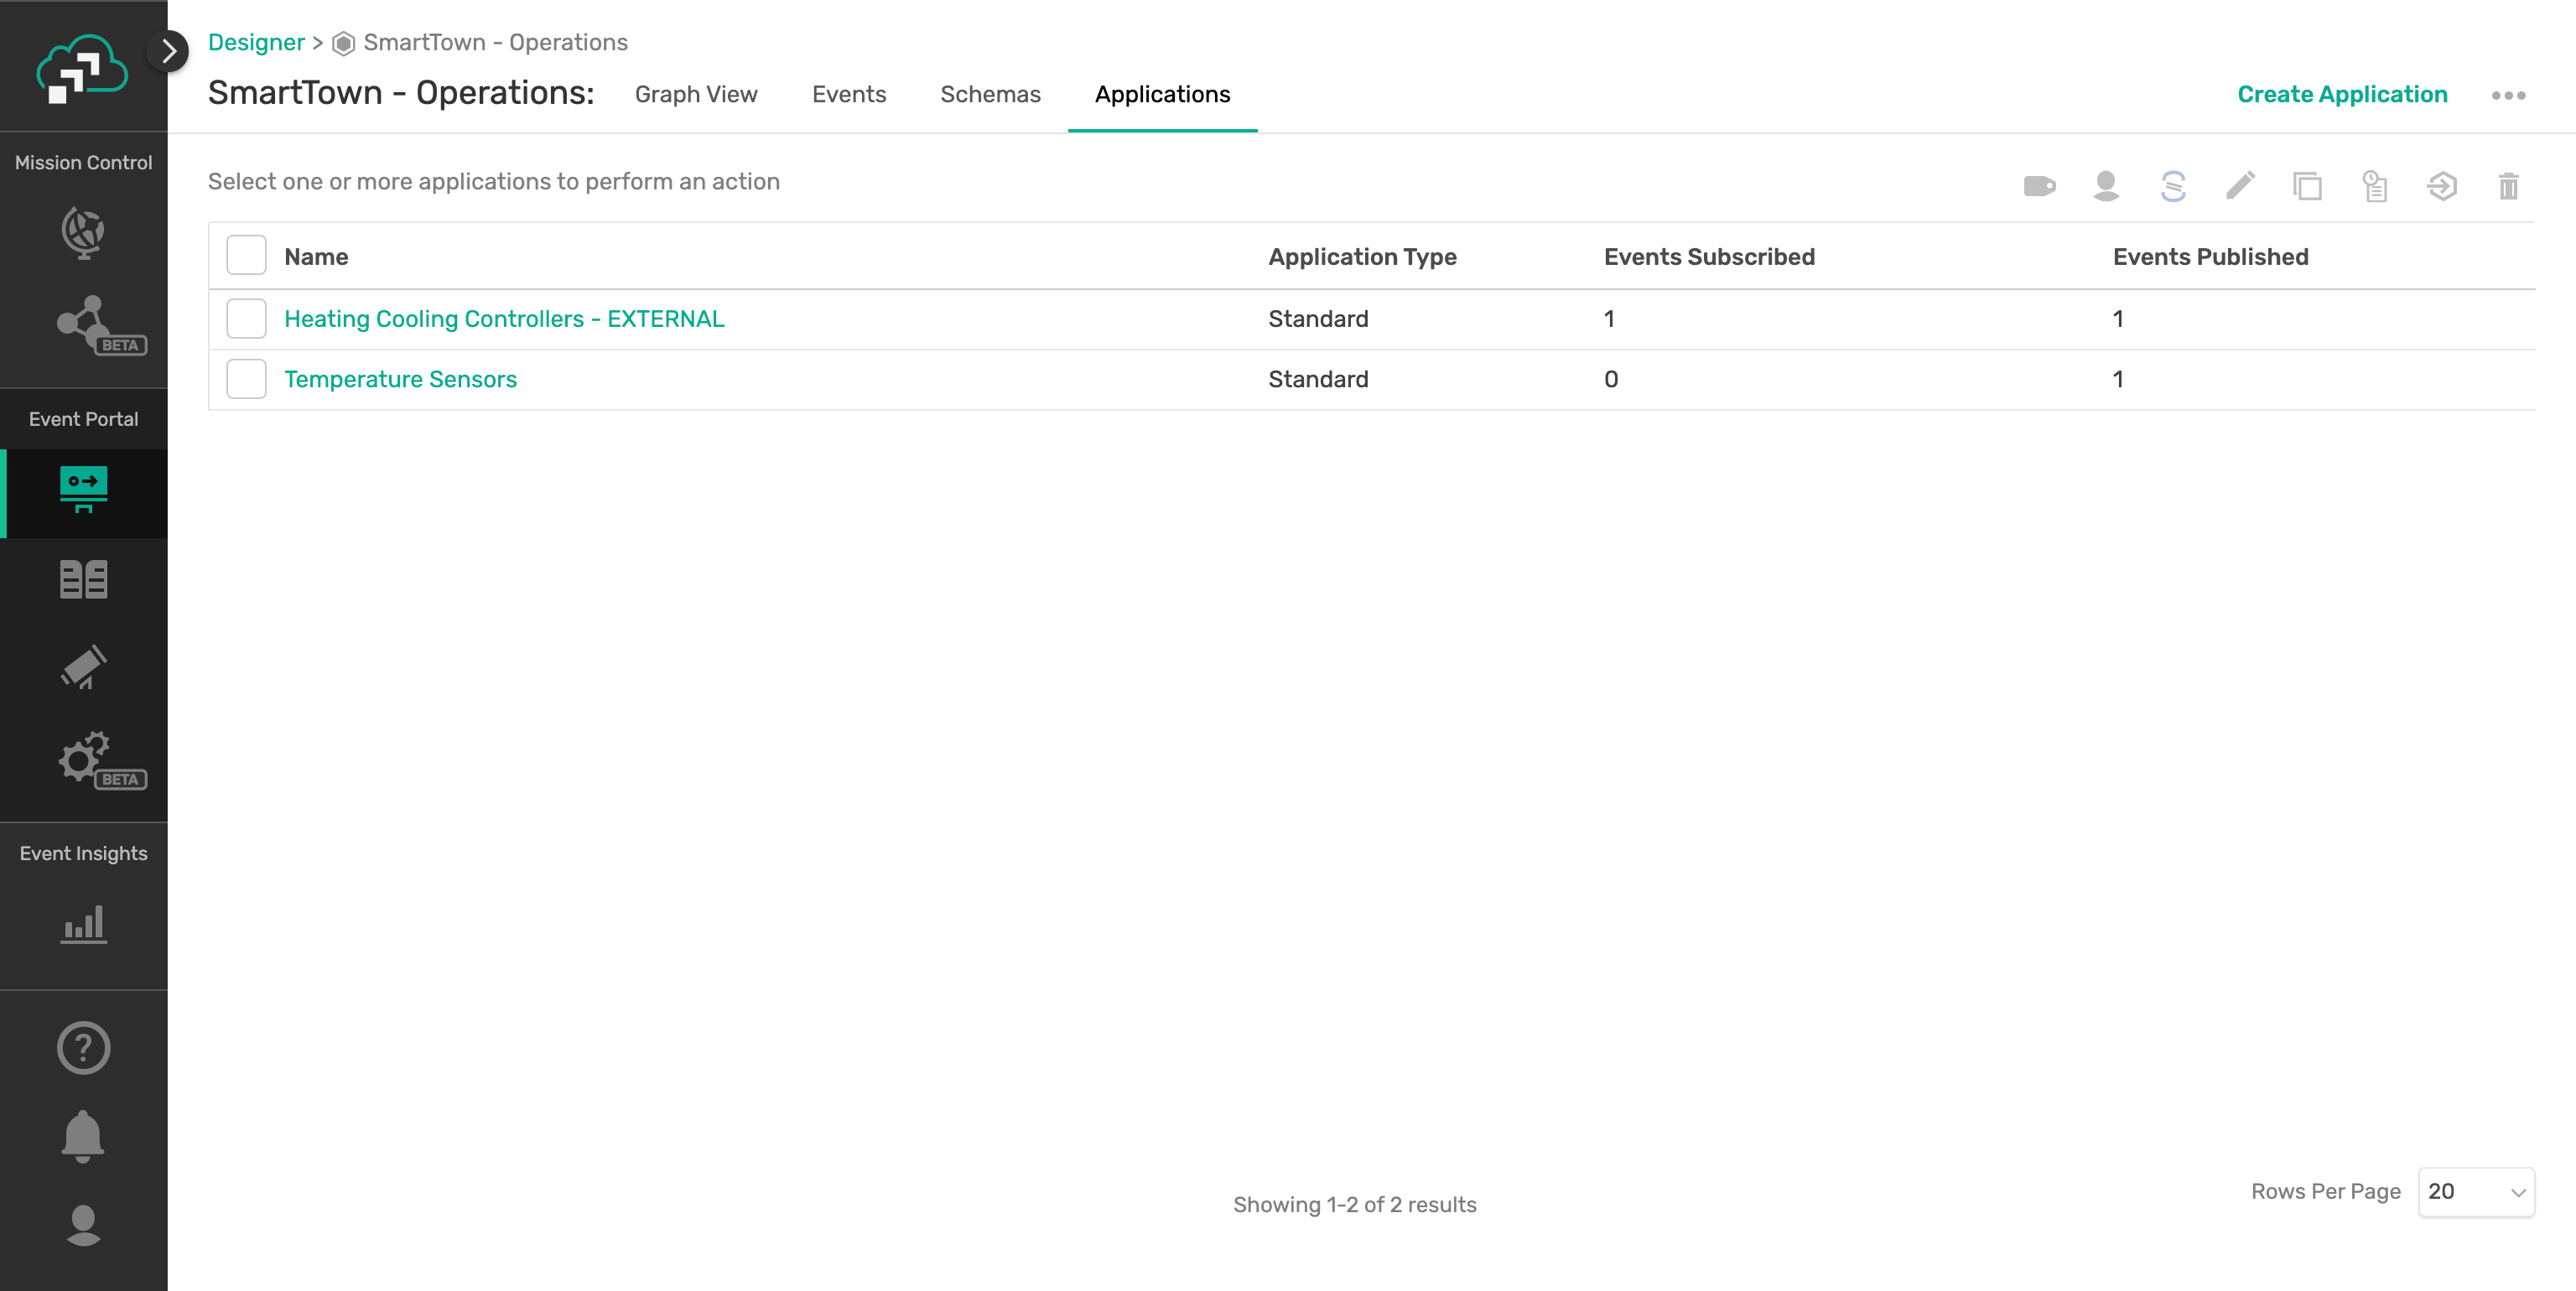 Designer > SmartTown - Operations
SmartTown - Operations: Graph View Events Schemas Applications Create Application
Mission Control
Select one or more applications to perform an action
Name Application Type Events Subscribed Events Published
Heating Cooling Controllers - EXTERNAL Standard 1 1
BETA
Temperature Sensors Standard 0 1
Event Portal
BETA
Event Insights
?
Showing 1-2 of 2 results
Rows Per Page 20